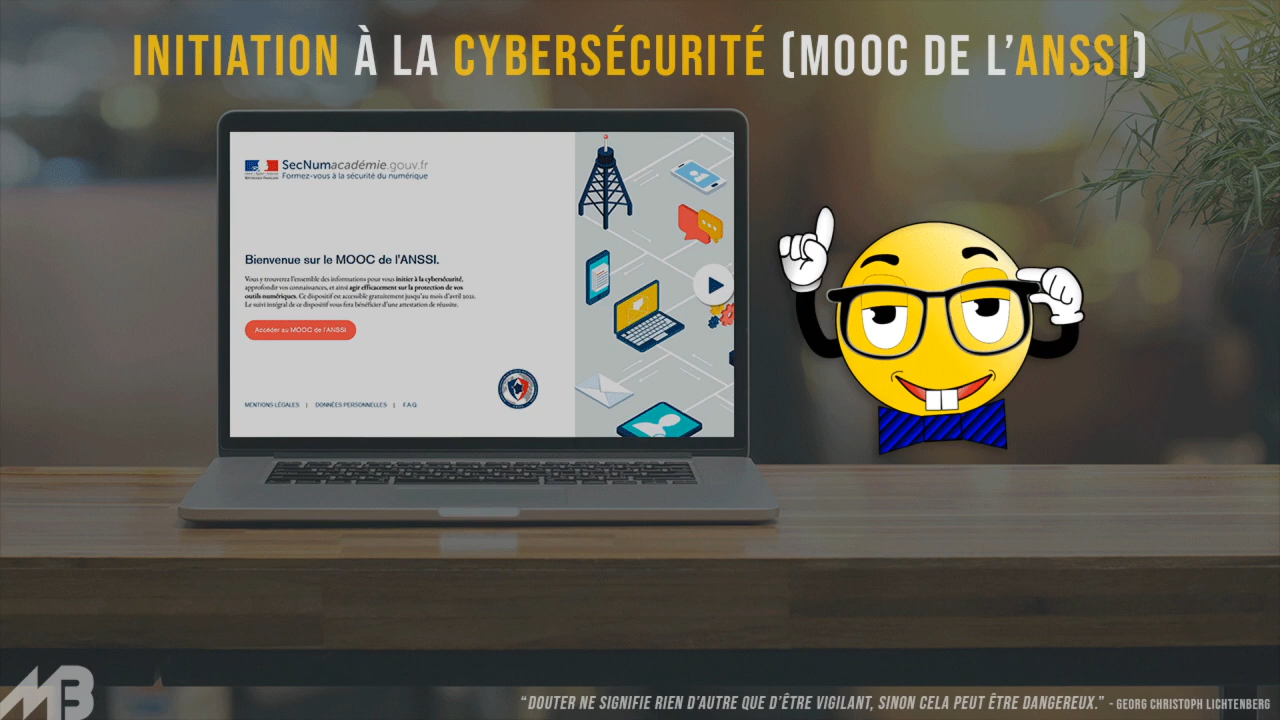 INITIATION À LA CYBERSÉCURITÉ (MOOC DE L'ANSSI)
SecNumacadémie.gouv.fr
Formez-vous à la sécurité du numérique
Bienvenue sur le MOOC de l'ANSSI.
Vous y trouverez l'ensemble des informations pour vous initier à la cybersécurité,
approfondir vos connaissances, et ainsi agir efficacement sur la protection de vos
outils numériques. Ce dispositif est accessible gratuitement jusqu'au mois d'avril 2021.
Le suivi intégral de ce dispositif vous fera bénéficier d'une attestation de réussite.
Accéder au MOOC de l'ANSSI
MENTIONS LÉGALES | DONNÉES PERSONNELLES | F.A.Q
MB
“DOUTER NE SIGNIFIE RIEN D'AUTRE QUE D'ÊTRE VIGILANT, SINON CELA PEUT ÊTRE DANGEREUX.” - GEORG CHRISTOPH LICHTENBERG